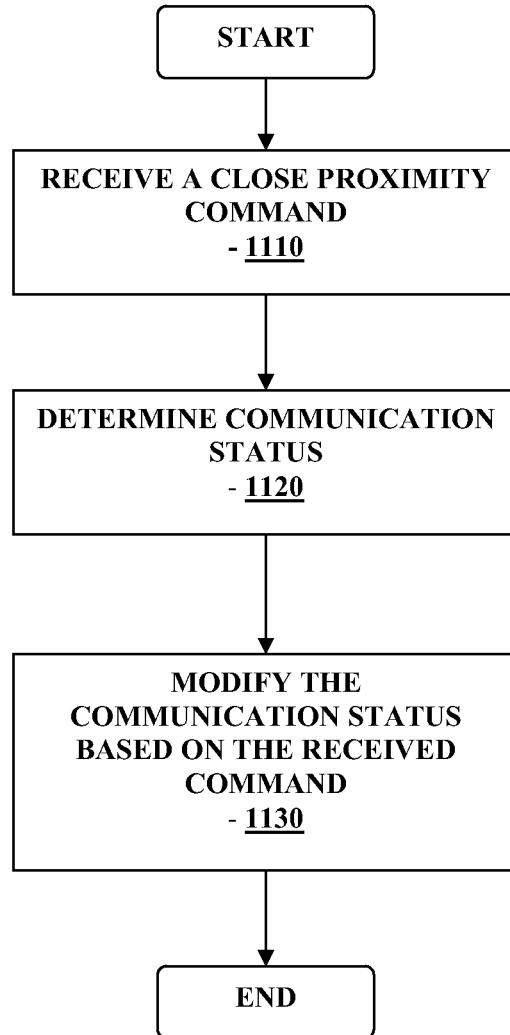 START
RECEIVE A CLOSE PROXIMITY
COMMAND
- 1110
DETERMINE COMMUNICATION
STATUS
- 1120
MODIFY THE
COMMUNICATION STATUS
BASED ON THE RECEIVED
COMMAND
- 1130
END